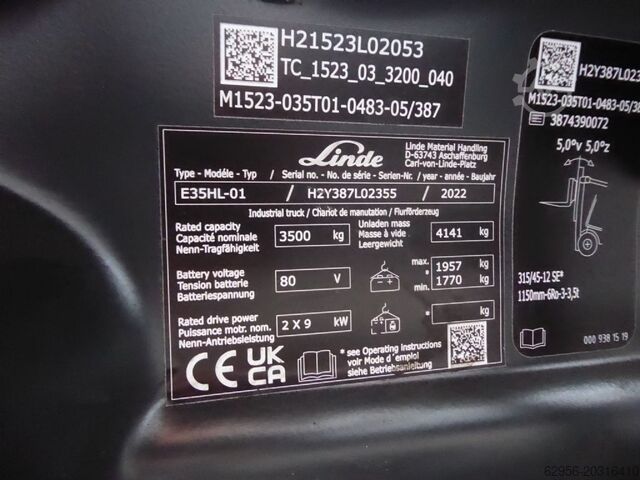 H21523L02053
TC_1523_03_3200_040
M1523-035T01-0483-05/387
Linde
Linde Material Handling
D-63743 Aschaffenburg
Carl-von-Linde-Platz
Type - Modéle - Typ / Serial no. - No. de série - Serien-Nr. / year - année - Baujahr
E35HL-01 / H2Y387L02355 / 2022
Industrial truck / Chariot de manutation / Flurförderzeug
Rated capacity
Capacité nominale
Nenn-Tragfähigkeit
3500 kg
Unladen mass
Masse à vide
Leergewicht
4141 kg
Battery voltage
Tension batterie
Batteriespannung
80 V
max. 1957 kg
* min. 1770 kg
Rated drive power
Puissance mot. nom.
Nenn-Antriebsleistung
2 X 9 kW
* kg
* see Operating instructions
voir Mode d´emploi
siehe Betriebsanleitung
CE UK
CA
H2Y387L023
M1523-035T01-0483-05/38
3874390072
5,0°v 5,0°z
315/45-12 SE*
1150mm-6Ro-3-3,5t
000 938 15 19
62956-20316410